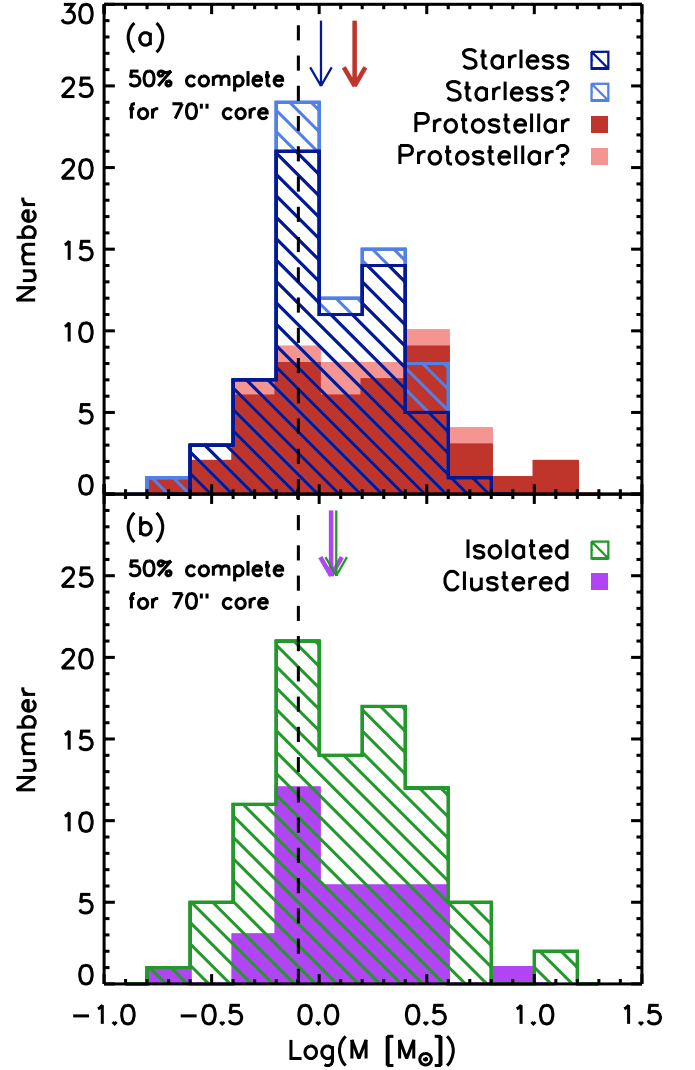 30
(a)
Starless
50% complete
25
Starless?
for 70" core
Protostellar
Protostellar?
20
15
10
5
0
Number
(b)
Isolated
50% complete
25
Clustered
for 70" core
20
15
10
5
0
Number
−1.0 −0.5 0.0 0.5 1.0 1.5
Log(M [M⊙])